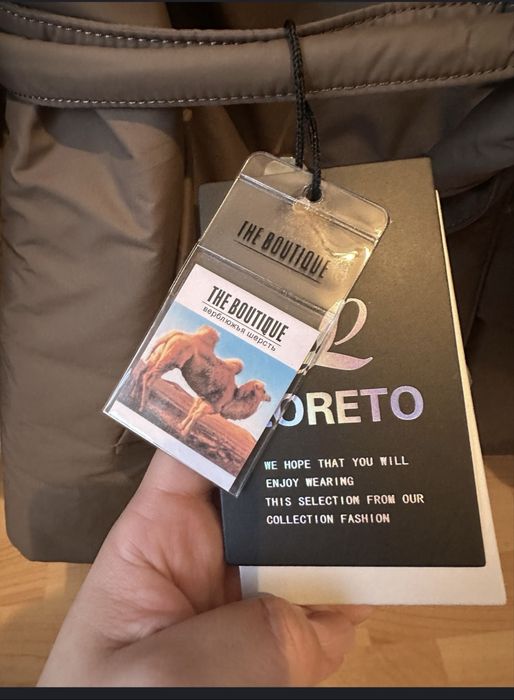 THE BOUTIQUE
THE BOUTIQUE
верблюжья шерсть
ORETO
WE HOPE THAT YOU WILL
ENJOY WEARING
THIS SELECTION FROM OUR
COLLECTION FASHION